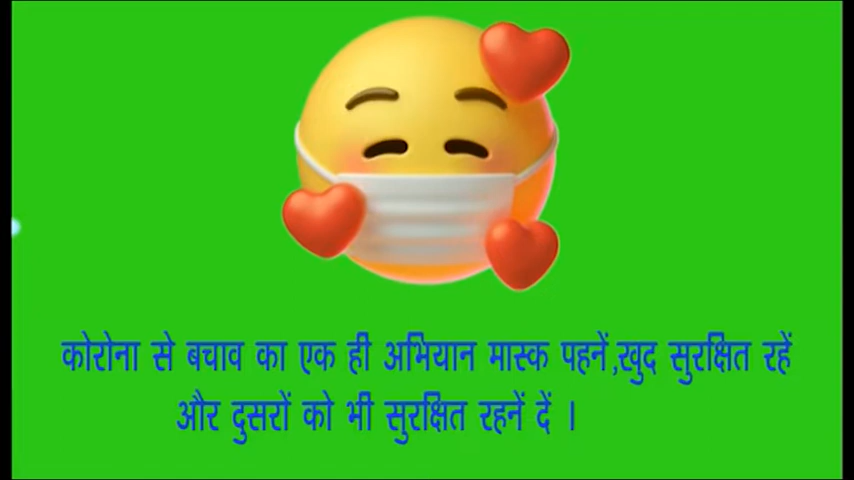 कोरोना से बचाव का एक ही अभियान मास्क पहनें,खुद सुरक्षित रहें
और दुसरों को भी सुरक्षित रहनें दें ।